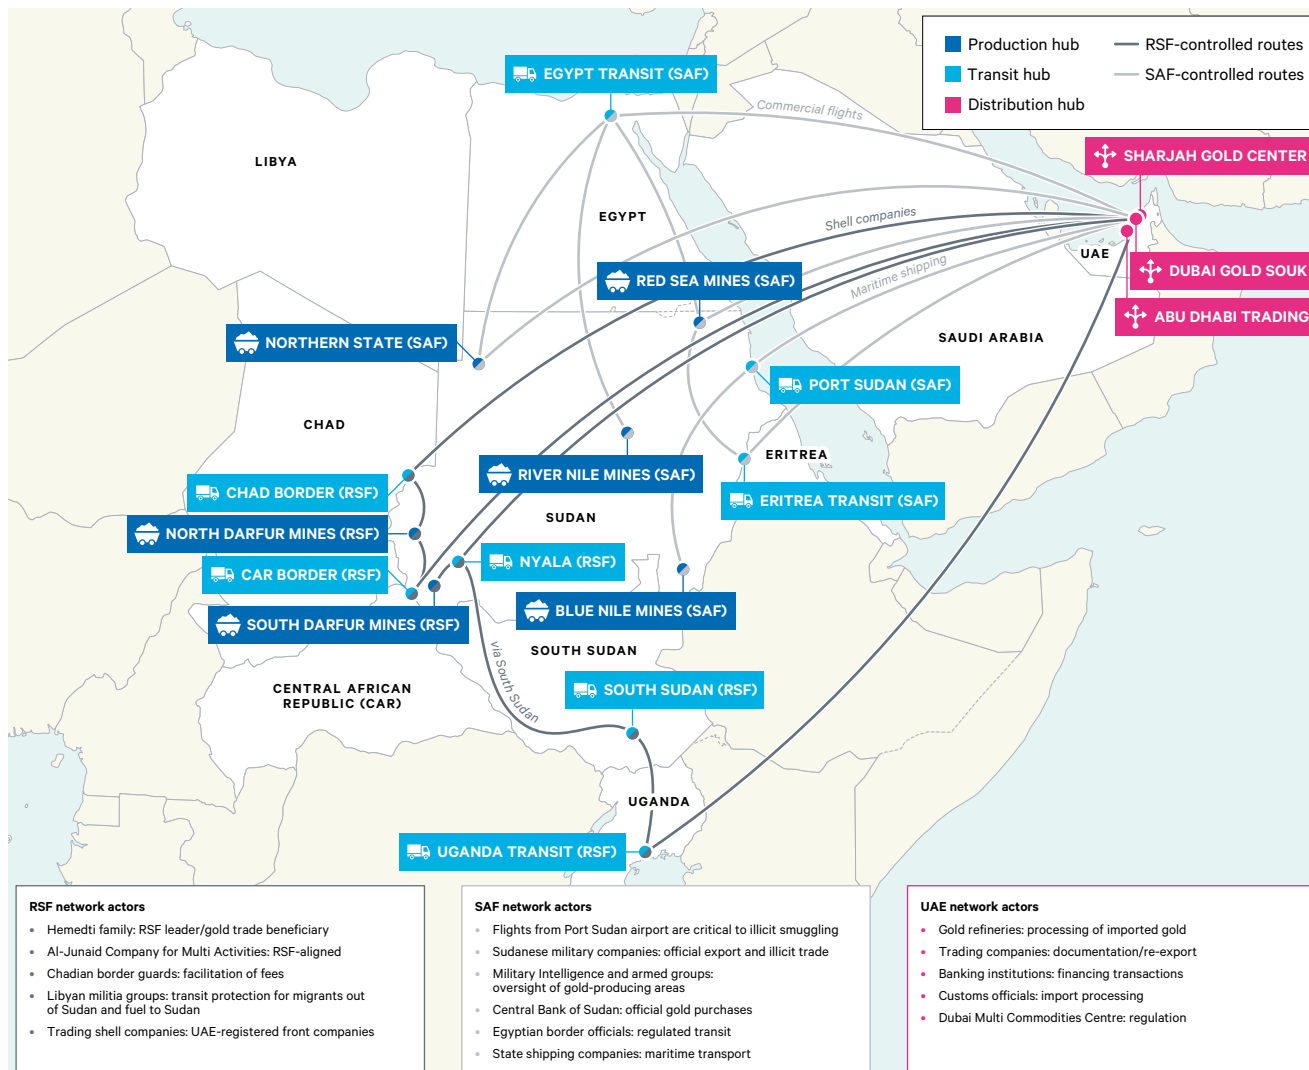 Production hub
Transit hub
Distribution hub
RSF-controlled routes
SAF-controlled routes
EGYPT TRANSIT (SAF)
Commercial flights
SHARJAH GOLD CENTER
LIBYA
EGYPT
Shell companies
UAE
DUBAI GOLD SOUK
RED SEA MINES (SAF)
Maritime shipping
ABU DHABI TRADING
NORTHERN STATE (SAF)
SAUDI ARABIA
PORT SUDAN (SAF)
CHAD
ERITREA
RIVER NILE MINES (SAF)
CHAD BORDER (RSF)
ERITREA TRANSIT (SAF)
SUDAN
NORTH DARFUR MINES (RSF)
NYALA (RSF)
CAR BORDER (RSF)
BLUE NILE MINES (SAF)
SOUTH DARFUR MINES (RSF)
SOUTH SUDAN
via South Sudan
CENTRAL AFRICAN
REPUBLIC (CAR)
SOUTH SUDAN (RSF)
UGANDA
UGANDA TRANSIT (RSF)
RSF network actors
• Hemedti family: RSF leader/gold trade beneficiary
• Al-Junaid Company for Multi Activities: RSF-aligned
• Chadian border guards: facilitation of fees
• Libyan militia groups: transit protection for migrants out
of Sudan and fuel to Sudan
• Trading shell companies: UAE-registered front companies
SAF network actors
• Flights from Port Sudan airport are critical to illicit smuggling
• Sudanese military companies: official export and illicit trade
• Military Intelligence and armed groups:
oversight of gold-producing areas
• Central Bank of Sudan: official gold purchases
• Egyptian border officials: regulated transit
• State shipping companies: maritime transport
UAE network actors
• Gold refineries: processing of imported gold
• Trading companies: documentation/re-export
• Banking institutions: financing transactions
• Customs officials: import processing
• Dubai Multi Commodities Centre: regulation